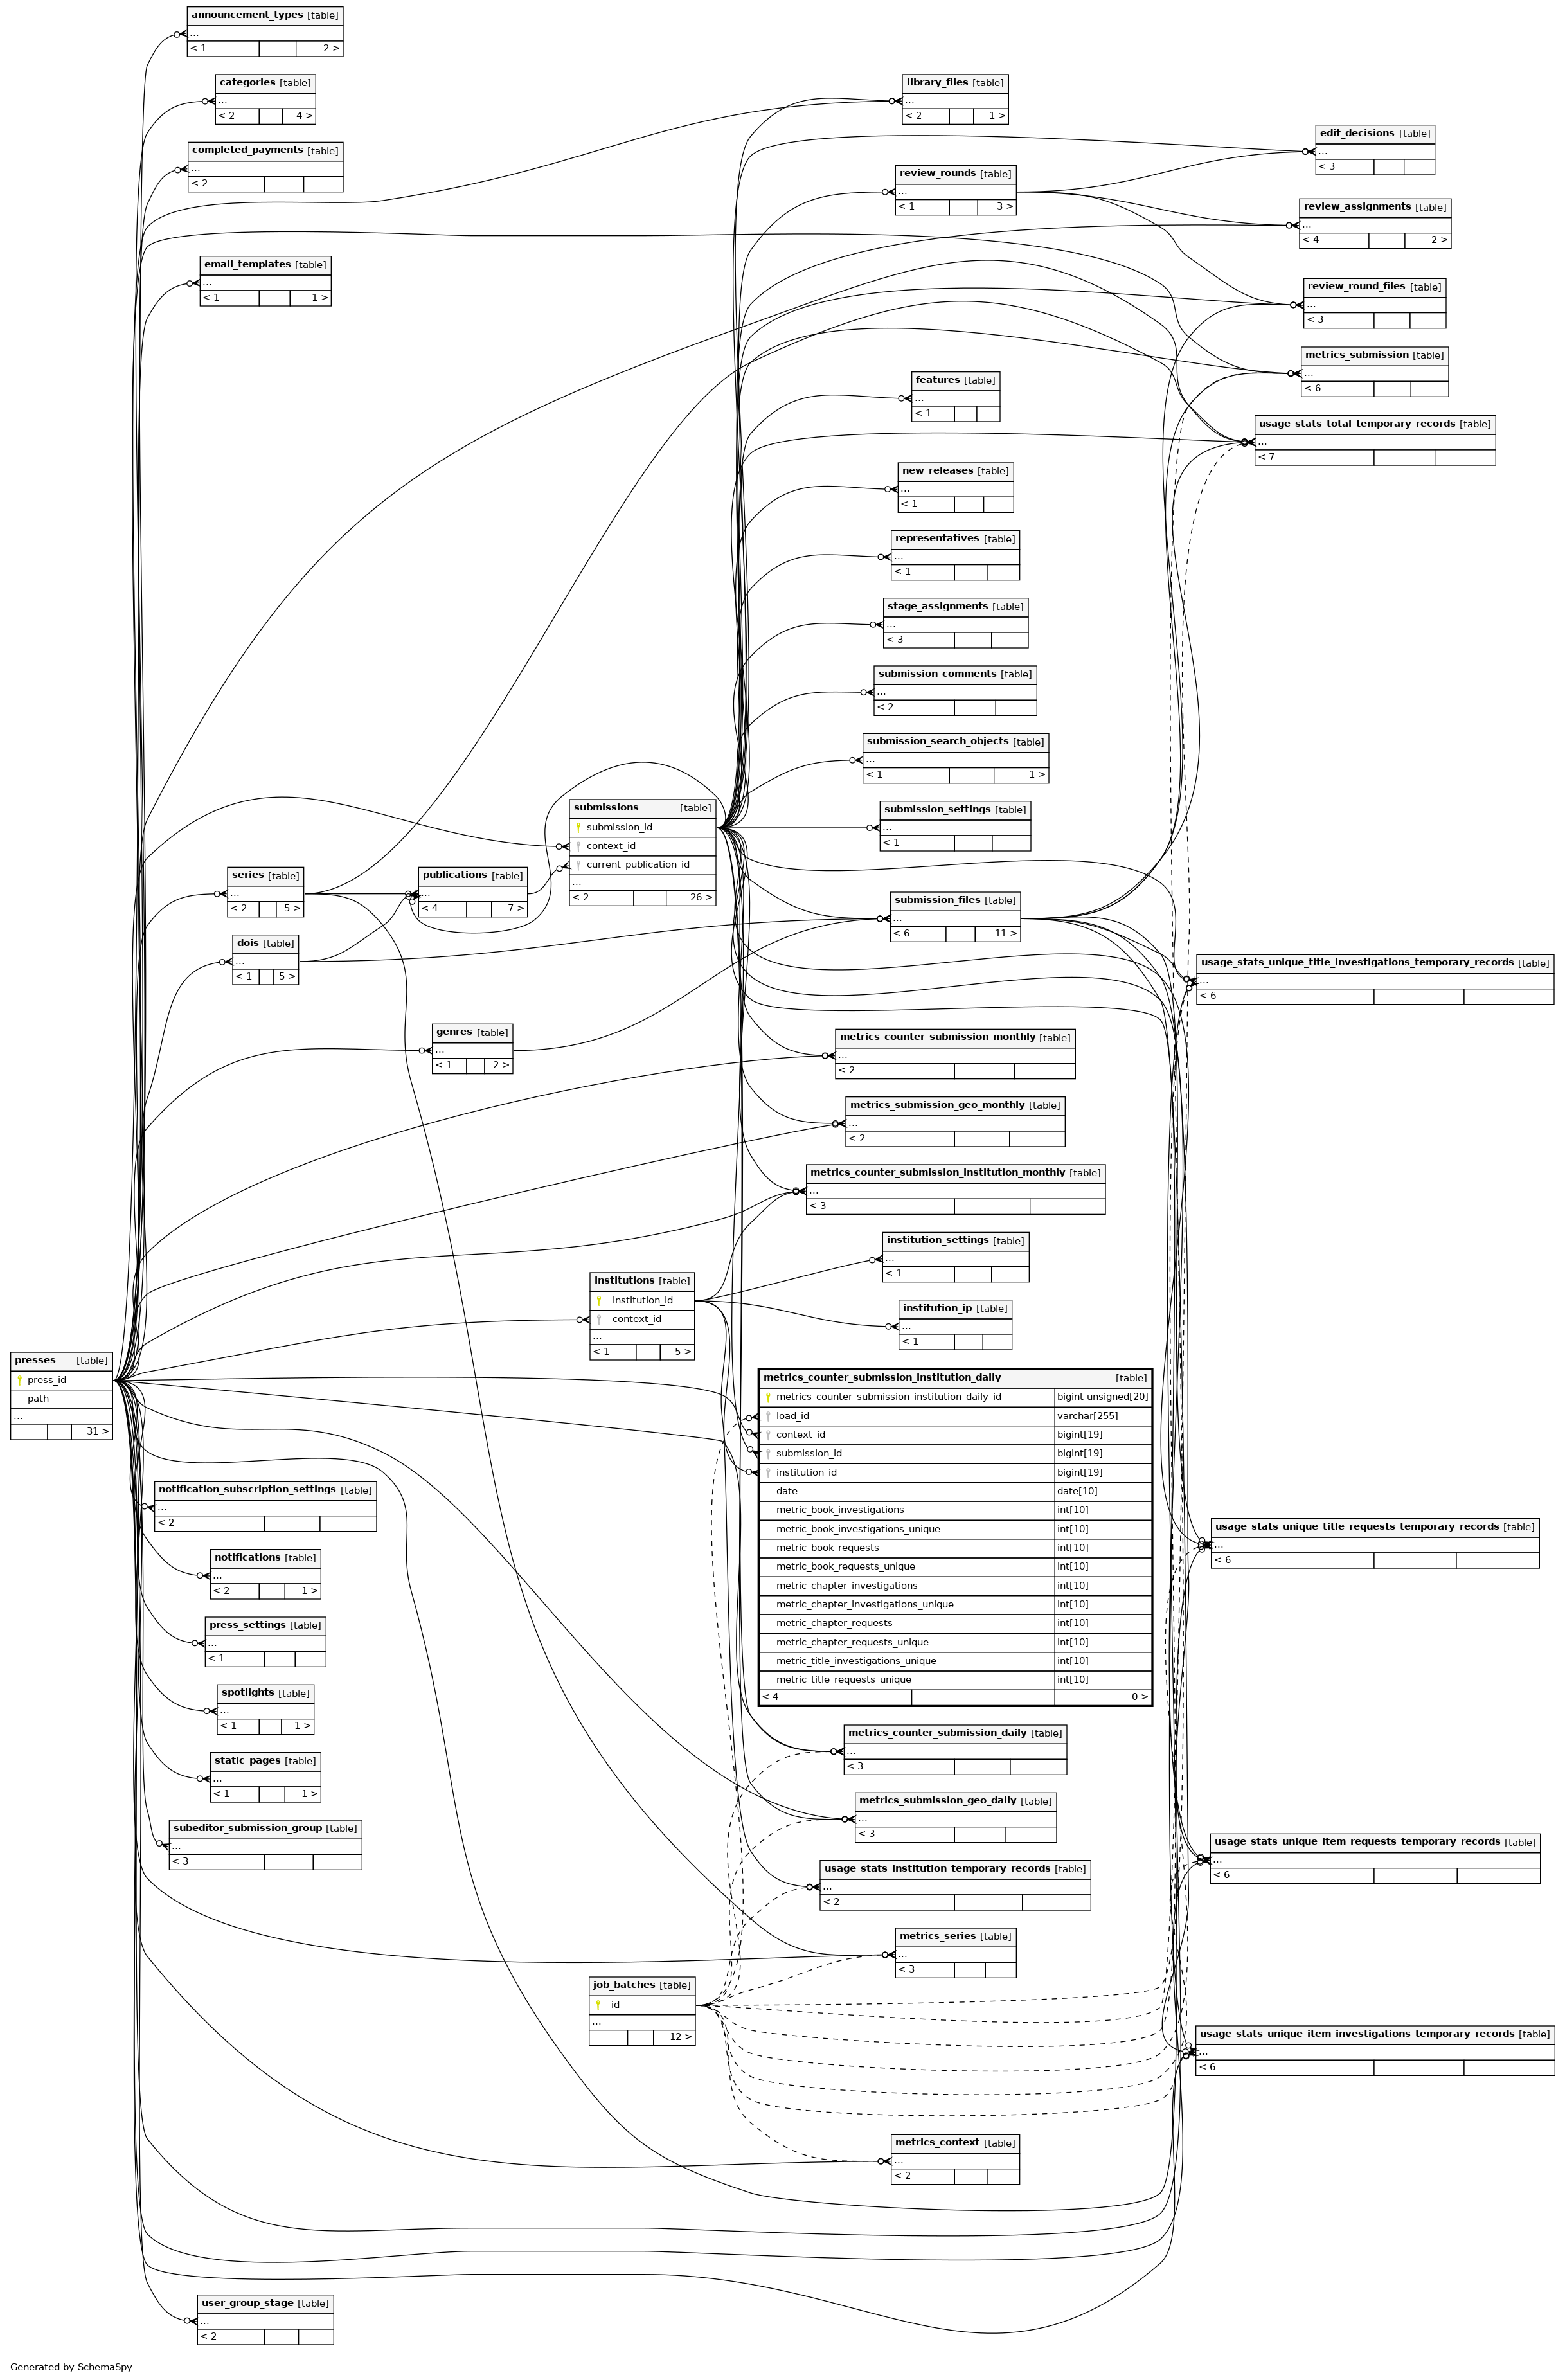 announcement_types [table]
...
< 1 2 >
categories [table]
...
< 2 4 >
completed_payments [table]
...
< 2
email_templates [table]
...
< 1 1 >
library_files [table]
...
< 2 1 >
edit_decisions [table]
...
< 3
review_rounds [table]
...
< 1 3 >
review_assignments [table]
...
< 4 2 >
review_round_files [table]
...
< 3
metrics_submission [table]
...
< 6
features [table]
...
< 1
usage_stats_total_temporary_records [table]
...
< 7
new_releases [table]
...
< 1
representatives [table]
...
< 1
stage_assignments [table]
...
< 3
submission_comments [table]
...
< 2
submission_search_objects [table]
...
< 1 1 >
submissions [table]
submission_id
context_id
current_publication_id
...
< 2 26 >
submission_settings [table]
...
< 1
series [table]
...
< 2 5 >
publications [table]
...
< 4 7 >
submission_files [table]
...
< 6 11 >
dois [table]
...
< 1 5 >
usage_stats_unique_title_investigations_temporary_records [table]
...
< 6
genres [table]
...
< 1 2 >
metrics_counter_submission_monthly [table]
...
< 2
metrics_submission_geo_monthly [table]
...
< 2
metrics_counter_submission_institution_monthly [table]
...
< 3
institution_settings [table]
...
< 1
institutions [table]
institution_id
context_id
...
< 1 5 >
institution_ip [table]
...
< 1
presses [table]
press_id
path
...
31 >
metrics_counter_submission_institution_daily [table]
metrics_counter_submission_institution_daily_id bigint unsigned[20]
load_id varchar[255]
context_id bigint[19]
submission_id bigint[19]
institution_id bigint[19]
date date[10]
metric_book_investigations int[10]
metric_book_investigations_unique int[10]
metric_book_requests int[10]
metric_book_requests_unique int[10]
metric_chapter_investigations int[10]
metric_chapter_investigations_unique int[10]
metric_chapter_requests int[10]
metric_chapter_requests_unique int[10]
metric_title_investigations_unique int[10]
metric_title_requests_unique int[10]
< 4 0 >
notification_subscription_settings [table]
...
< 2
usage_stats_unique_title_requests_temporary_records [table]
...
< 6
notifications [table]
...
< 2 1 >
press_settings [table]
...
< 1
spotlights [table]
...
< 1 1 >
static_pages [table]
...
< 1 1 >
subeditor_submission_group [table]
...
< 3
metrics_counter_submission_daily [table]
...
< 3
metrics_submission_geo_daily [table]
...
< 3
usage_stats_institution_temporary_records [table]
...
< 2
usage_stats_unique_item_requests_temporary_records [table]
...
< 6
metrics_series [table]
...
< 3
job_batches [table]
id
...
12 >
usage_stats_unique_item_investigations_temporary_records [table]
...
< 6
metrics_context [table]
...
< 2
user_group_stage [table]
...
< 2
Generated by SchemaSpy